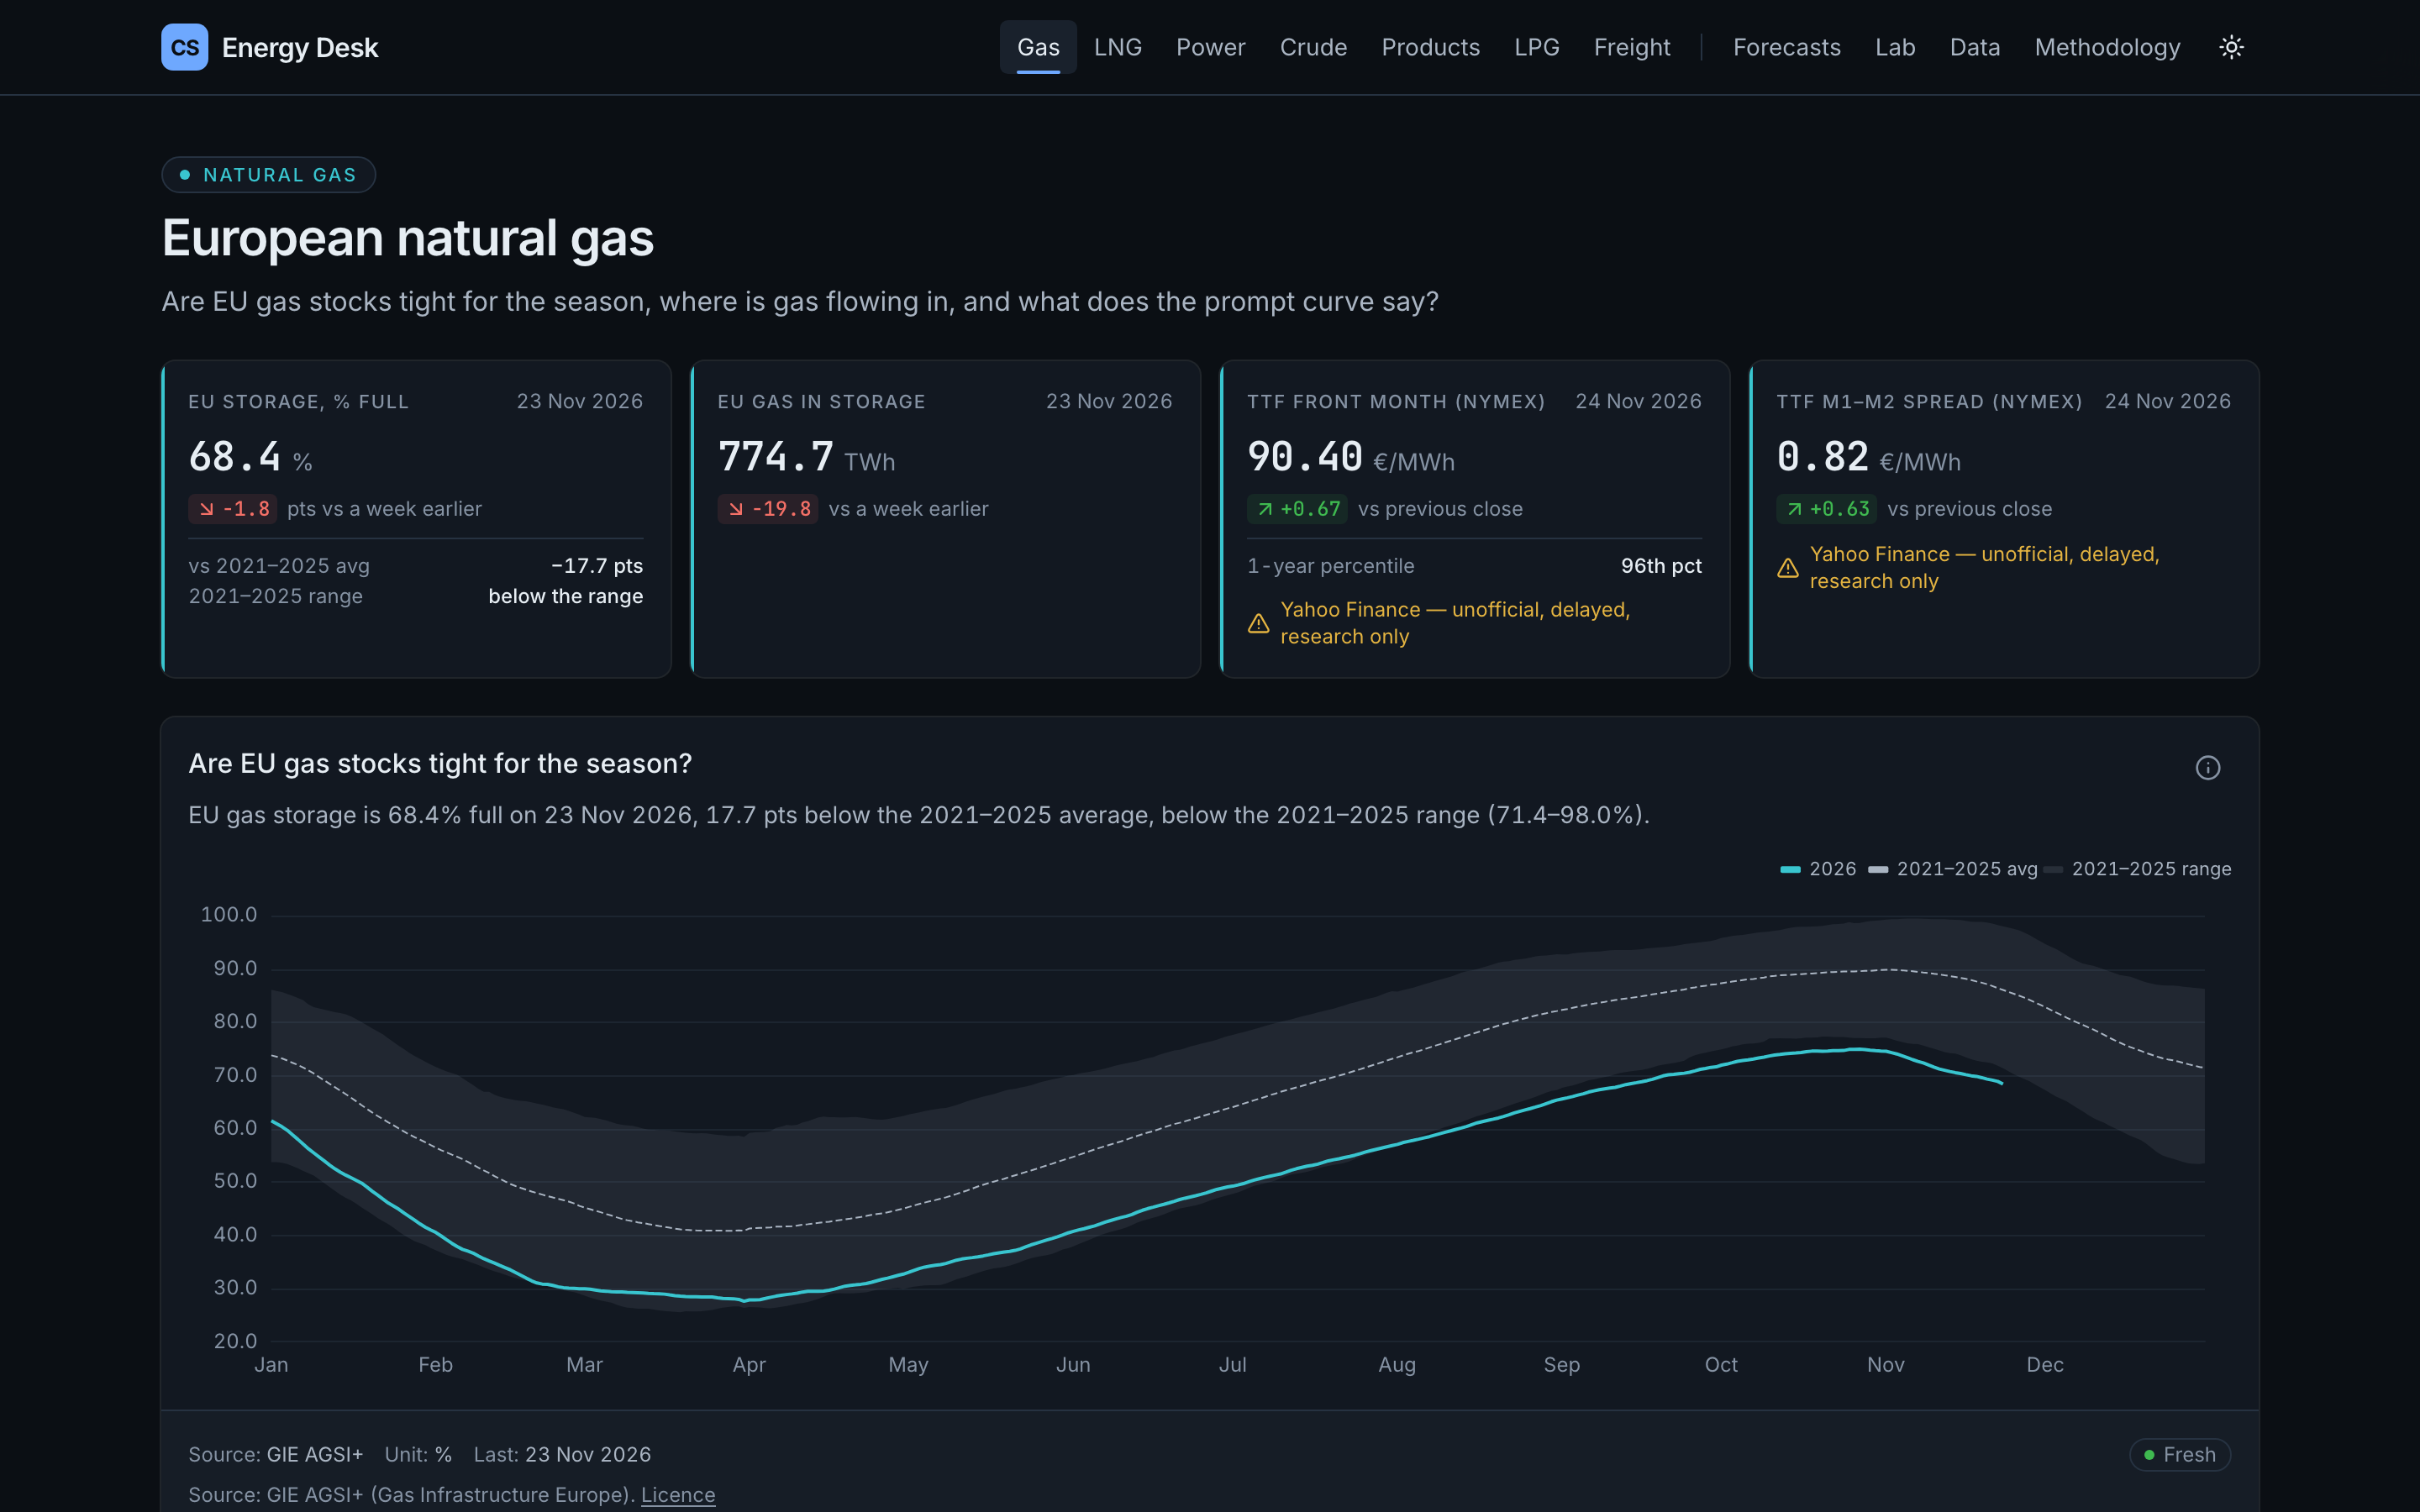 CS Energy Desk
Gas LNG Power Crude Products LPG Freight Forecasts Lab Data Methodology
NATURAL GAS
European natural gas
Are EU gas stocks tight for the season, where is gas flowing in, and what does the prompt curve say?
EU STORAGE, % FULL 23 Nov 2026
68.4 %
-1.8 pts vs a week earlier
vs 2021–2025 avg −17.7 pts
2021–2025 range below the range
EU GAS IN STORAGE 23 Nov 2026
774.7 TWh
-19.8 vs a week earlier
TTF FRONT MONTH (NYMEX) 24 Nov 2026
90.40 €/MWh
+0.67 vs previous close
1-year percentile 96th pct
Yahoo Finance — unofficial, delayed,
research only
TTF M1–M2 SPREAD (NYMEX) 24 Nov 2026
0.82 €/MWh
+0.63 vs previous close
Yahoo Finance — unofficial, delayed,
research only
Are EU gas stocks tight for the season?
EU gas storage is 68.4% full on 23 Nov 2026, 17.7 pts below the 2021–2025 average, below the 2021–2025 range (71.4–98.0%).
2026 2021–2025 avg 2021–2025 range
100.0
90.0
80.0
70.0
60.0
50.0
40.0
30.0
20.0
Jan Feb Mar Apr May Jun Jul Aug Sep Oct Nov Dec
Source: GIE AGSI+ Unit: % Last: 23 Nov 2026
Fresh
Source: GIE AGSI+ (Gas Infrastructure Europe). Licence